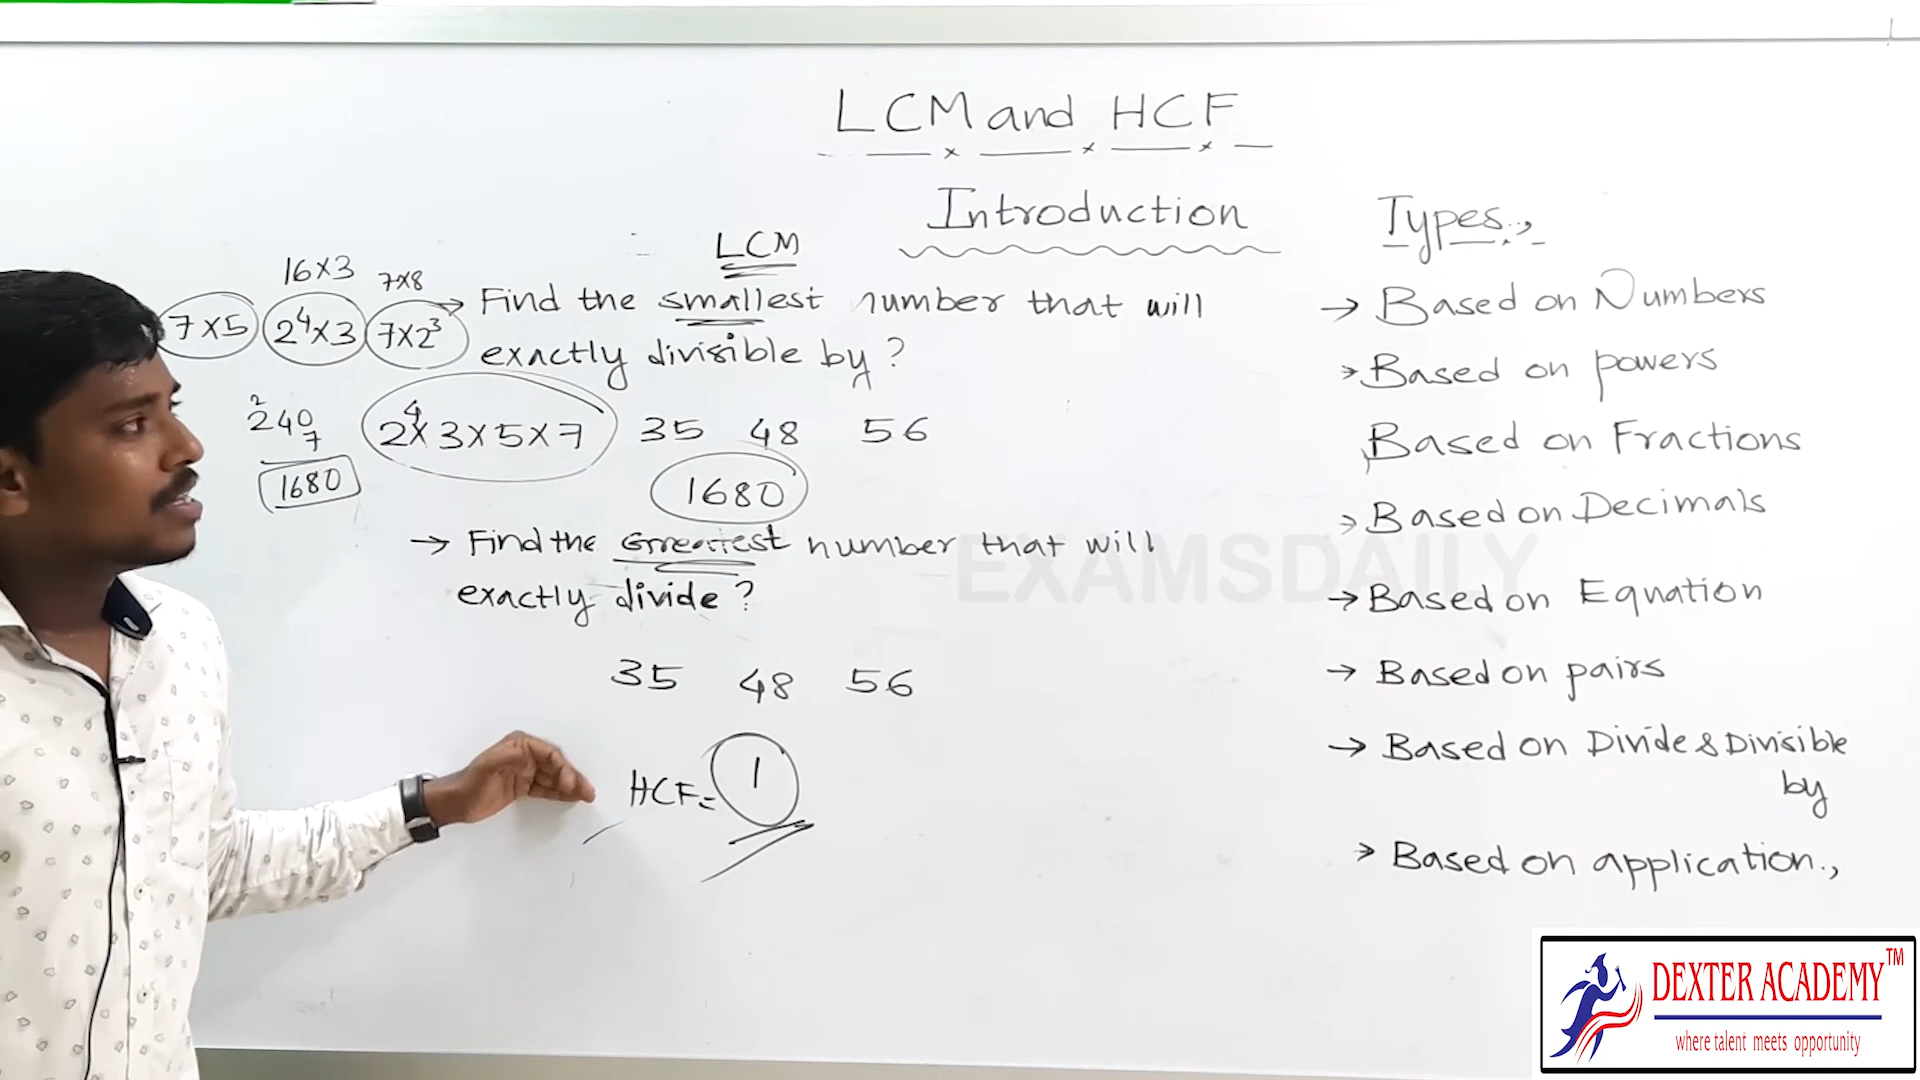 LCM and HCF
Introduction
LCM
16×3 7×8
7×5 2⁴×3 7×2³
→ Find the smallest number that will
exactly divisible by?
240
2
7
1680
2⁴×3×5×7
35 48 56
1680
→ Find the Greatest number that will
exactly divide?
35 48 56
HCF= 1
Types.,
→ Based on Numbers
→ Based on powers
Based on Fractions
→ Based on Decimals
→ Based on Equation
→ Based on pairs
→ Based on Divide & Divisible
by
→ Based on application.,
EXAMSDAILY
DEXTER ACADEMY™
where talent meets opportunity